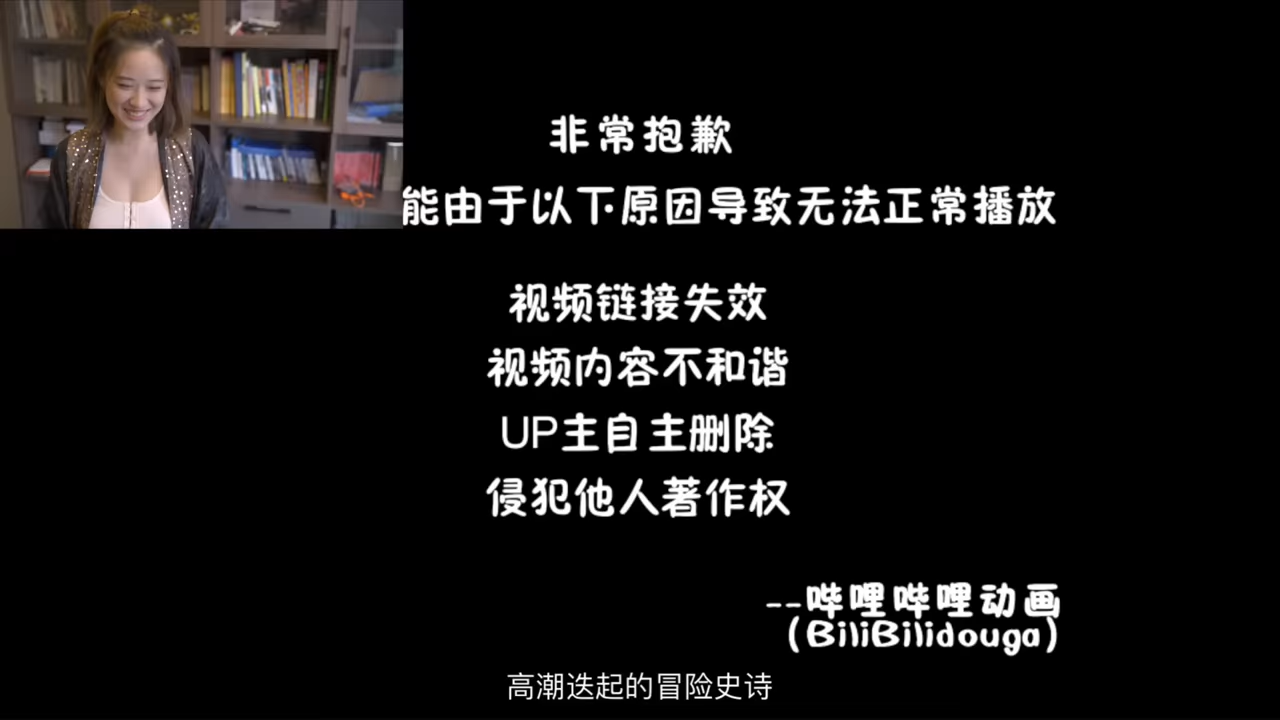 非常抱歉
能由于以下原因导致无法正常播放
视频链接失效
视频内容不和谐
UP主自主删除
侵犯他人著作权
--哔哩哔哩动画
(BiliBilidouga)
高潮迭起的冒险史诗